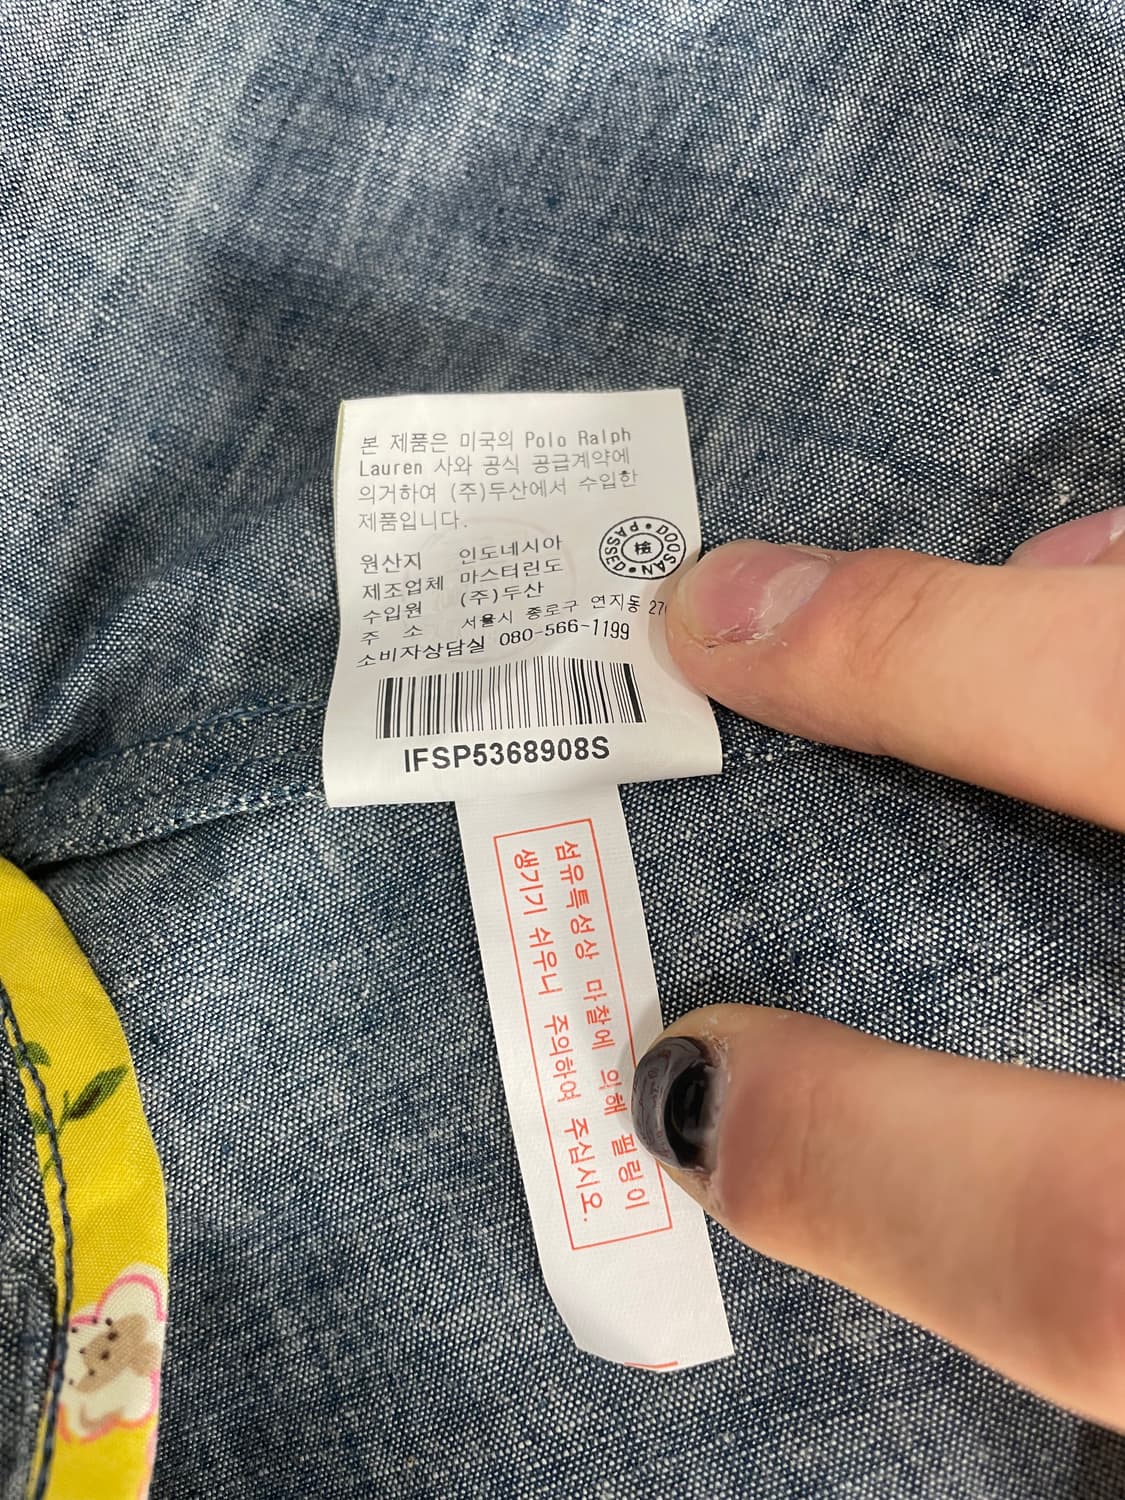 본 제품은 미국의 Polo Ralph
Lauren 사와 공식 공급계약에
의거하여 (주)두산에서 수입한
제품입니다.
DOOSAN PASSED
원산지 인도네시아
제조업체 마스터린도
수입원 (주)두산
주 소 서울시 종로구 연지동 27
소비자상담실 080-566-1199
IFSP5368908S
섬유특성상 마찰에 의해 필링이
생기기 쉬우니 주의하여 주십시오.